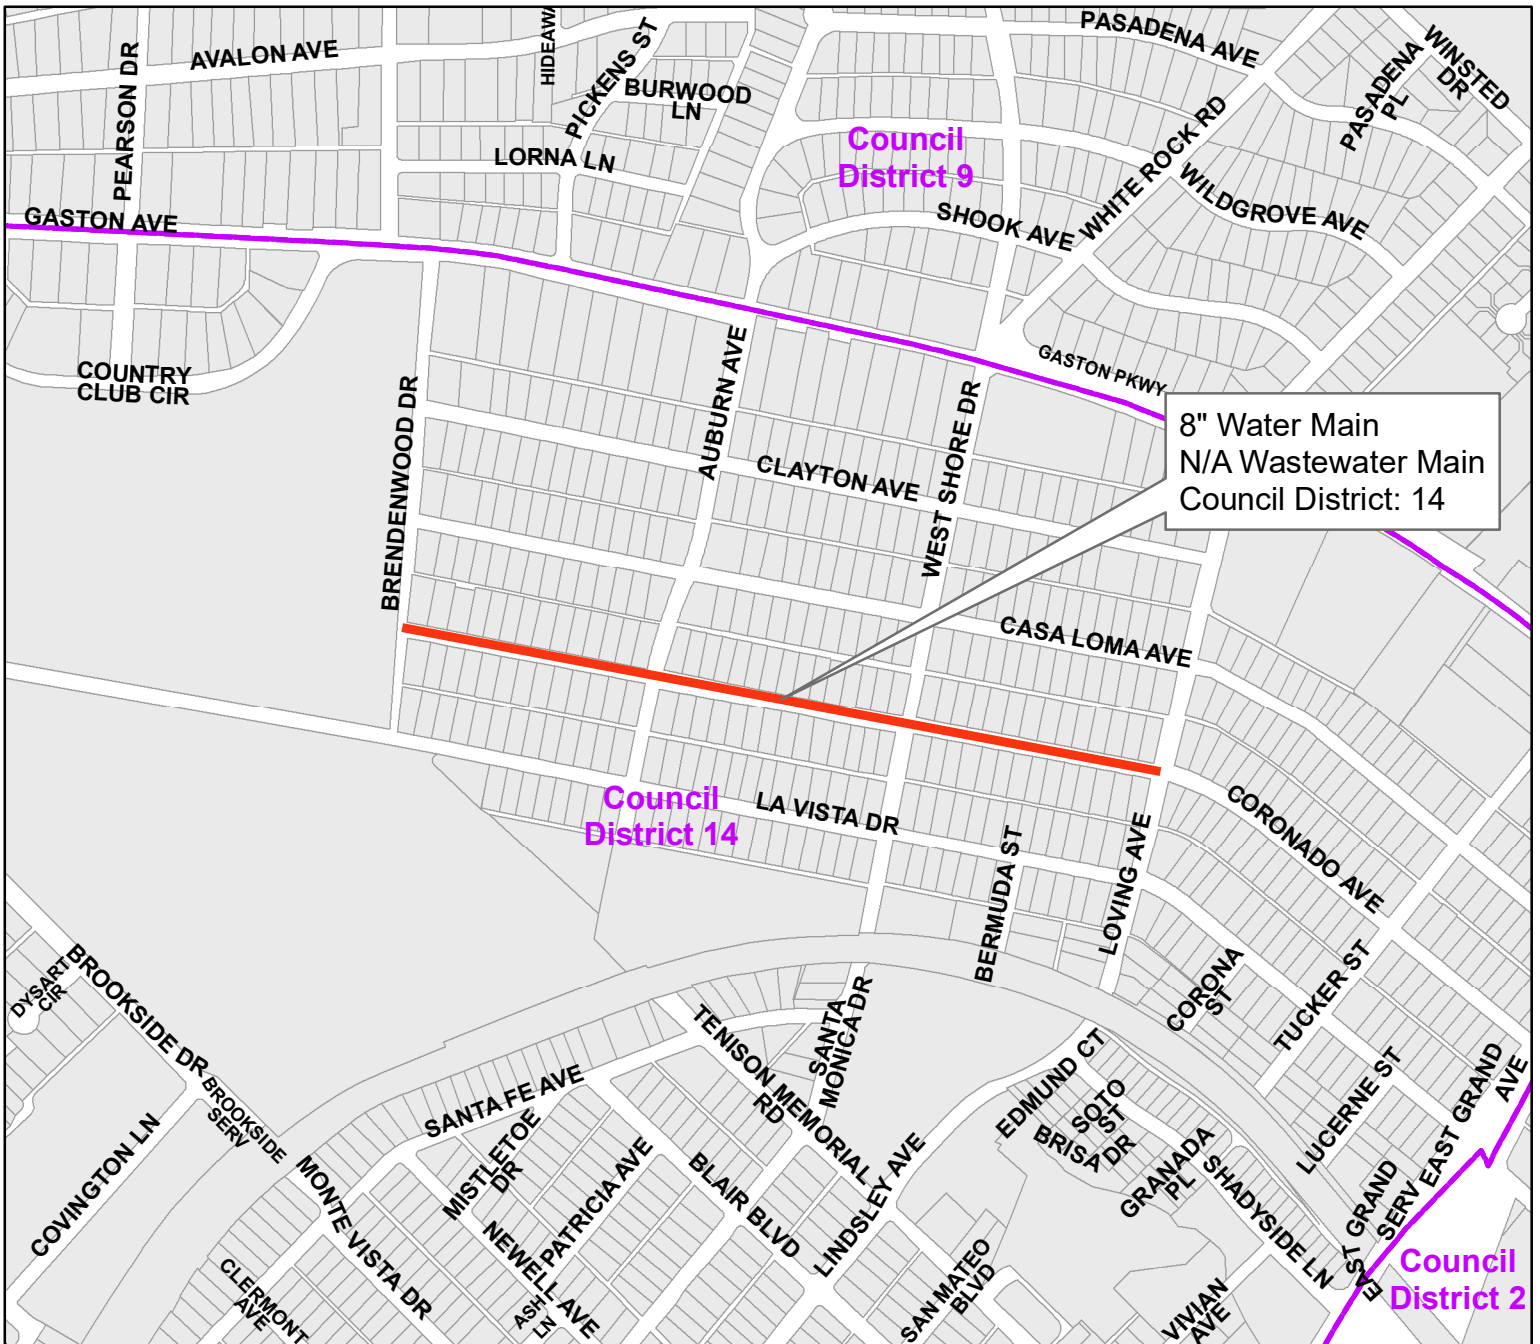 AVALON AVE
HIDEAWA
PICKENS ST
PASADENA AVE
WINSTED
DR
PASADENA
PL
PEARSON DR
BURWOOD
LN
LORNA LN
Council
District 9
WHITE ROCK RD
WILDGROVE AVE
GASTON AVE
SHOOK AVE
COUNTRY
CLUB CIR
BRENDENWOOD DR
AUBURN AVE
WEST SHORE DR
GASTON PKWY
8" Water Main
N/A Wastewater Main
Council District: 14
CLAYTON AVE
CASA LOMA AVE
Council
District 14
LA VISTA DR
BERMUDA ST
LOVING AVE
CORONADO AVE
CORONA
ST
TUCKER ST
DYSART
CIR
BROOKSIDE DR
BROOKSIDE
SERV
COVINGTON LN
SANTA FE AVE
TENISON MEMORIAL
RD
SANTA
MONICA DR
EDMUND CT
SOTO
ST
BRISA DR
GRANADA
PL
LUCERNE ST
EAST GRAND
AVE
EAST GRAND
SERV
SHADYSIDE LN
MISTLETOE
DR
PATRICIA AVE
BLAIR BLVD
LINDSLEY AVE
MONTE VISTA DR
NEWELL AVE
ASH
LN
CLERMONT
AVE
SAN MATEO
BLVD
VIVIAN
AVE
Council
District 2